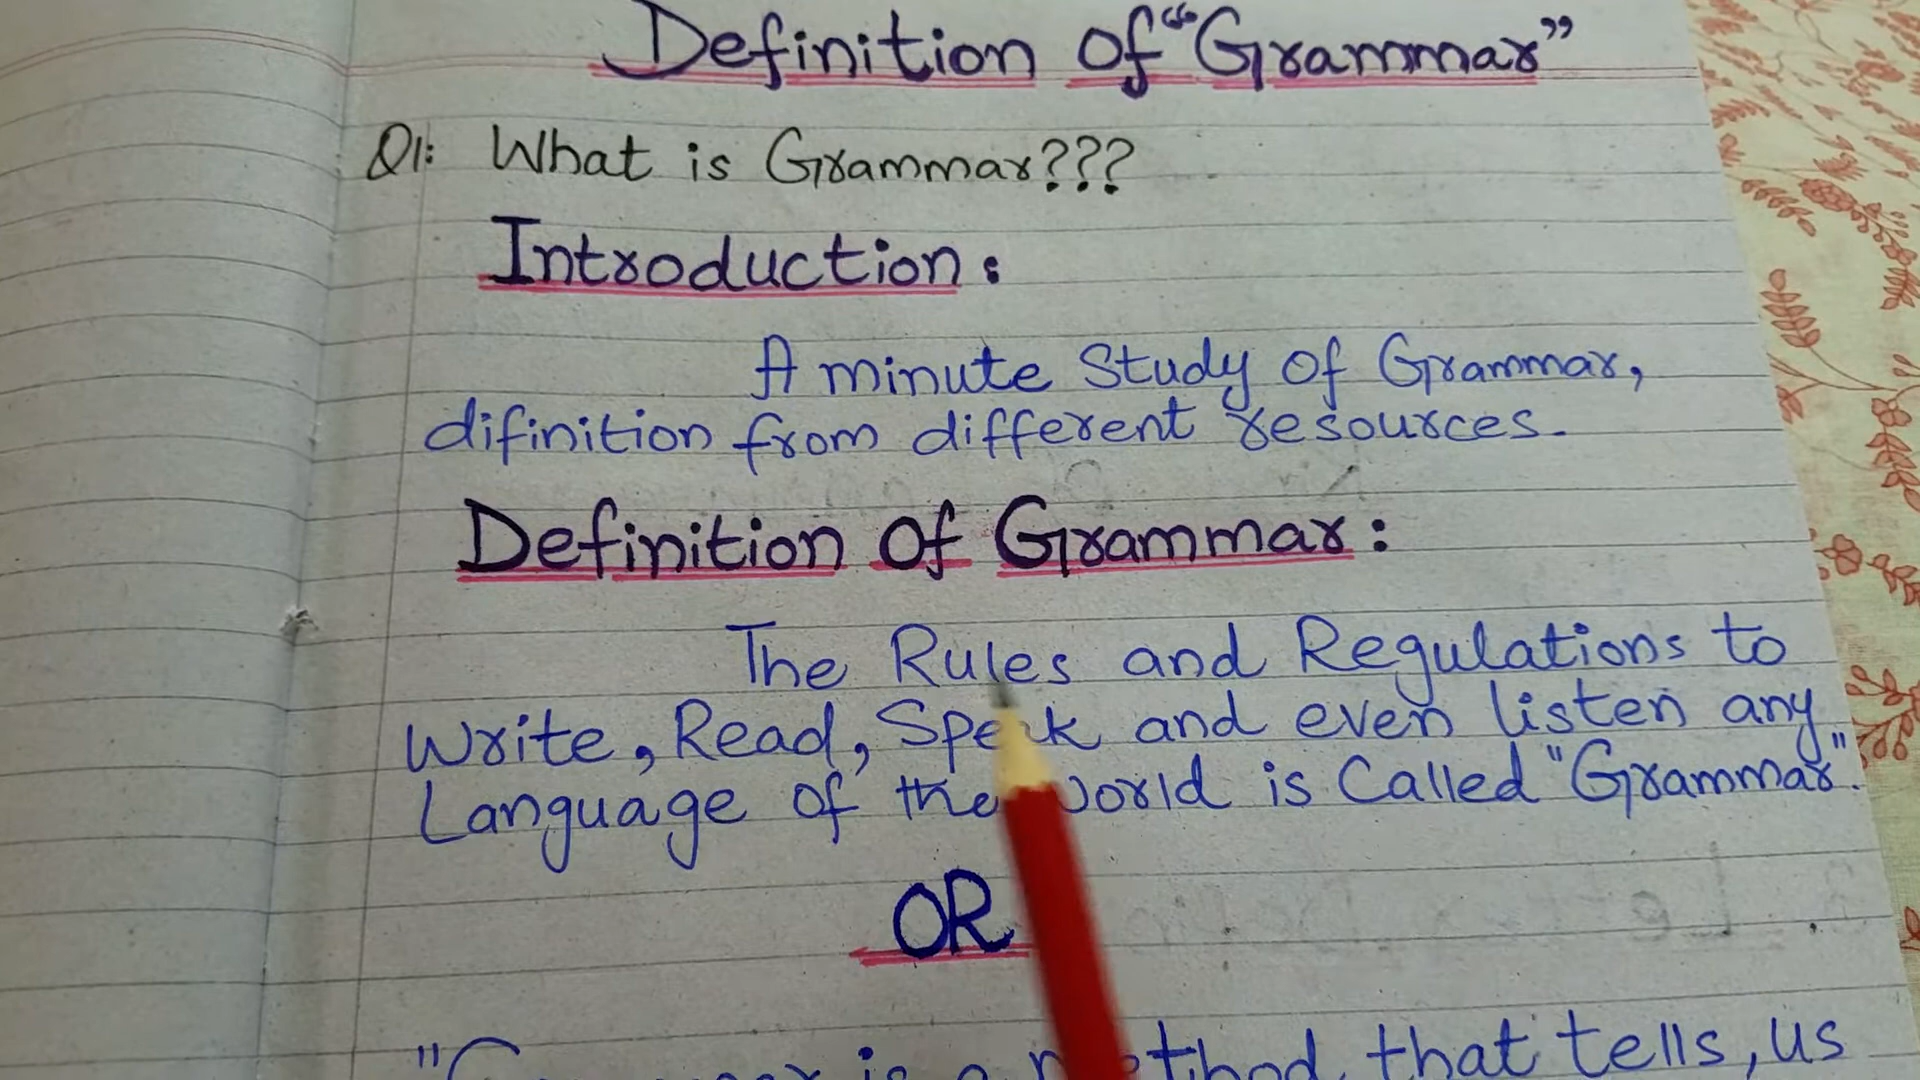 Definition Of "Grammar"
Q1: What is Grammar???
Introduction:
A minute Study Of Grammar,
difinition from different resources.
Definition Of Grammar:
The Rules and Regulations to
Write, Read, Speak and even listen any
Language of the World is Called "Grammar".
OR
is a method that tells, us